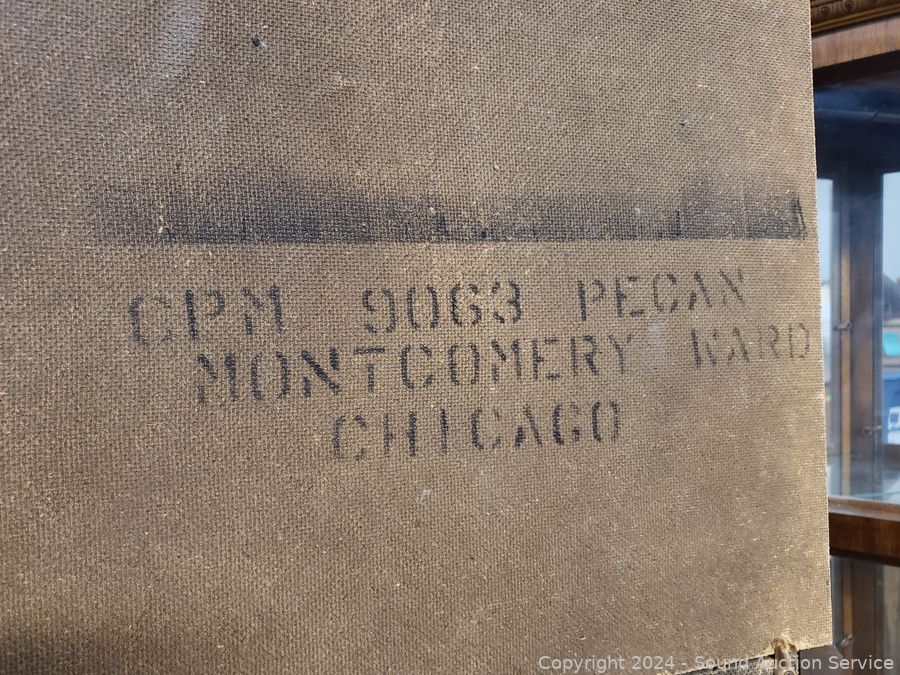 CPM 9063 PECAN
MONTGOMERY WARD
CHICAGO
Copyright 2024 - Sound Auction Service